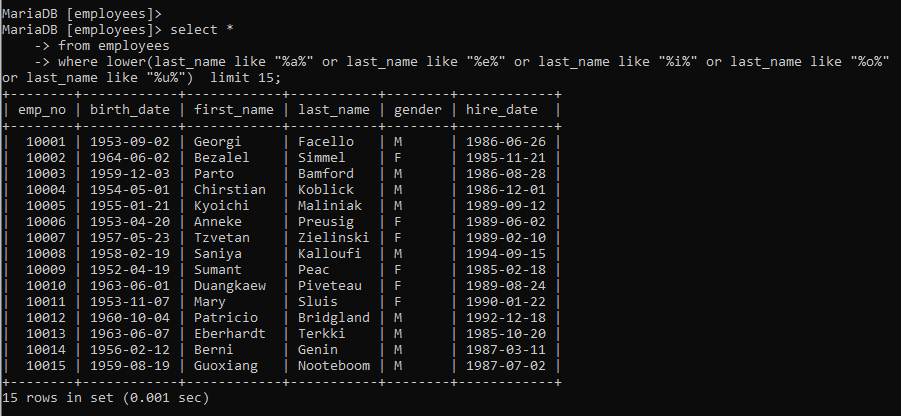 MariaDB [employees]>
MariaDB [employees]> select *
    -> from employees
    -> where lower(last_name like "%a%" or last_name like "%e%" or last_name like "%i%" or last_name like "%o%"
or last_name like "%u%")  limit 15;
+--------+------------+------------+-----------+--------+------------+
| emp_no | birth_date | first_name | last_name | gender | hire_date  |
+--------+------------+------------+-----------+--------+------------+
|  10001 | 1953-09-02 | Georgi     | Facello   | M      | 1986-06-26 |
|  10002 | 1964-06-02 | Bezalel    | Simmel    | F      | 1985-11-21 |
|  10003 | 1959-12-03 | Parto      | Bamford   | M      | 1986-08-28 |
|  10004 | 1954-05-01 | Chirstian  | Koblick   | M      | 1986-12-01 |
|  10005 | 1955-01-21 | Kyoichi    | Maliniak  | M      | 1989-09-12 |
|  10006 | 1953-04-20 | Anneke     | Preusig   | F      | 1989-06-02 |
|  10007 | 1957-05-23 | Tzvetan    | Zielinski | F      | 1989-02-10 |
|  10008 | 1958-02-19 | Saniya     | Kalloufi  | M      | 1994-09-15 |
|  10009 | 1952-04-19 | Sumant     | Peac      | F      | 1985-02-18 |
|  10010 | 1963-06-01 | Duangkaew  | Piveteau  | F      | 1989-08-24 |
|  10011 | 1953-11-07 | Mary       | Sluis     | F      | 1990-01-22 |
|  10012 | 1960-10-04 | Patricio   | Bridgland | M      | 1992-12-18 |
|  10013 | 1963-06-07 | Eberhardt  | Terkki    | M      | 1985-10-20 |
|  10014 | 1956-02-12 | Berni      | Genin     | M      | 1987-03-11 |
|  10015 | 1959-08-19 | Guoxiang   | Nooteboom | M      | 1987-07-02 |
+--------+------------+------------+-----------+--------+------------+
15 rows in set (0.001 sec)